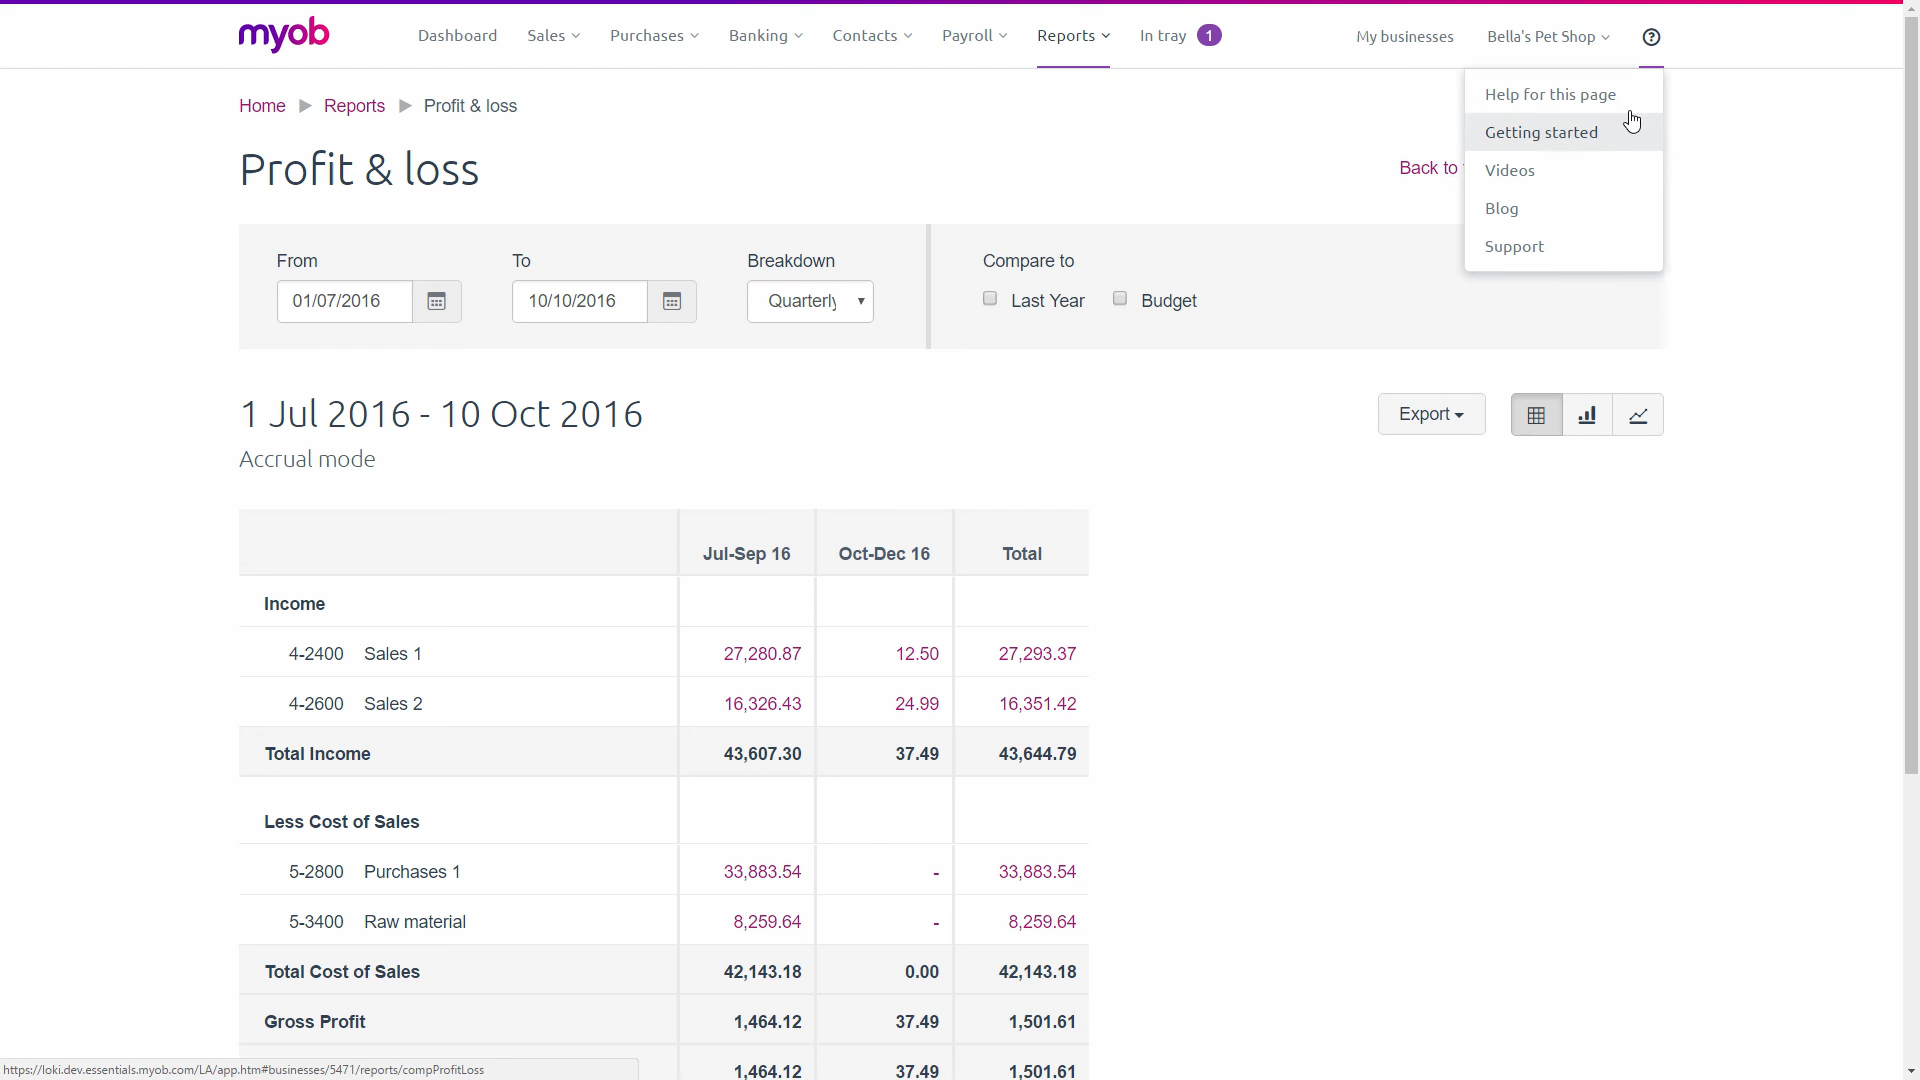 myob
Dashboard Sales Purchases Banking Contacts Payroll Reports In tray 1 My businesses Bella's Pet Shop ?
Help for this page
Getting started
Videos
Blog
Support
Home Reports Profit & loss
Profit & loss
Back to
From To Breakdown Compare to
01/07/2016 10/10/2016 Quarterly Last Year Budget
1 Jul 2016 - 10 Oct 2016
Export
Accrual mode
Jul-Sep 16 Oct-Dec 16 Total
Income
4-2400 Sales 1 27,280.87 12.50 27,293.37
4-2600 Sales 2 16,326.43 24.99 16,351.42
Total Income 43,607.30 37.49 43,644.79
Less Cost of Sales
5-2800 Purchases 1 33,883.54 - 33,883.54
5-3400 Raw material 8,259.64 - 8,259.64
Total Cost of Sales 42,143.18 0.00 42,143.18
Gross Profit 1,464.12 37.49 1,501.61
1,464.12 37.49 1,501.61
https://loki.dev.essentials.myob.com/LA/app.htm#businesses/5471/reports/compProfitLoss